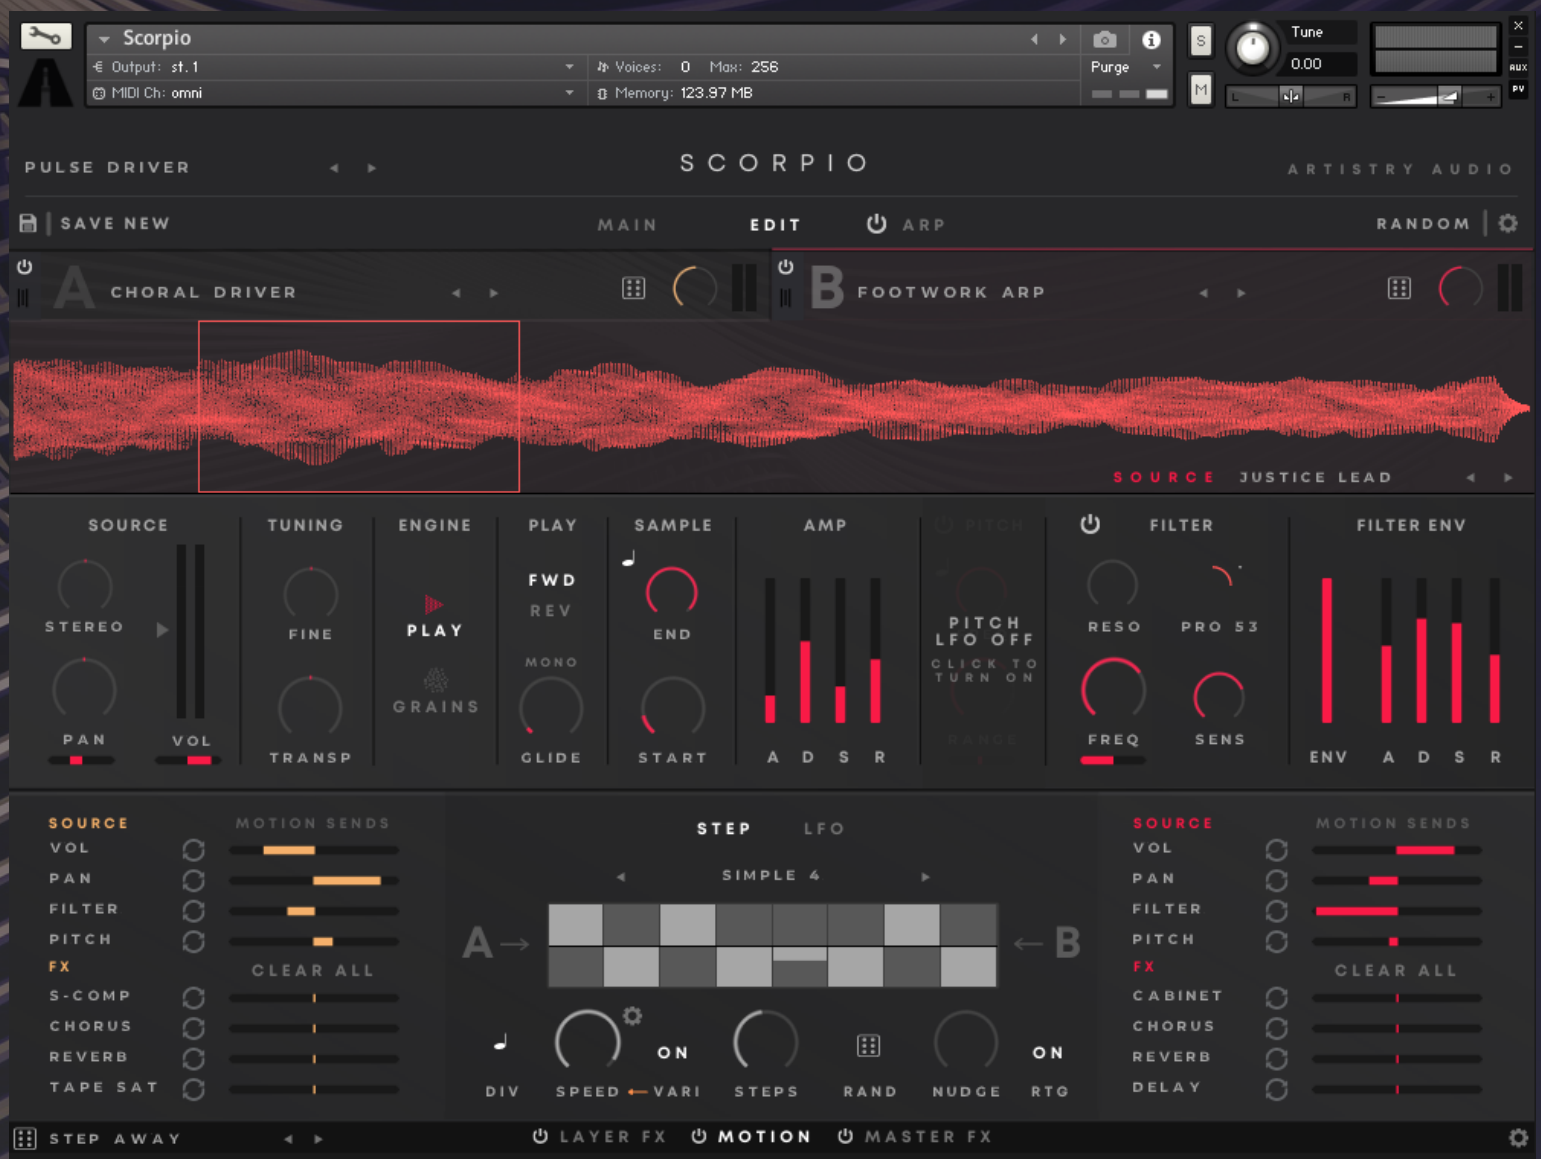 Scorpio
Output: st.1
Voices: 0 Max: 256
Purge
MIDI Ch: omni
Memory: 123.97 MB
S
M
Tune
0.00
L R
- +
x
-
AUX
PV
PULSE DRIVER
SCORPIO
ARTISTRY AUDIO
SAVE NEW
MAIN
EDIT
ARP
RANDOM
A CHORAL DRIVER
B FOOTWORK ARP
SOURCE JUSTICE LEAD
SOURCE
TUNING
ENGINE
PLAY
SAMPLE
AMP
PITCH
FILTER
FILTER ENV
STEREO
PAN
VOL
FINE
TRANSP
PLAY
GRAINS
FWD
REV
MONO
GLIDE
END
START
A D S R
PITCH
LFO OFF
CLICK TO
TURN ON
RANGE
RESO
PRO 53
FREQ
SENS
ENV A D S R
SOURCE
MOTION SENDS
VOL
PAN
FILTER
PITCH
FX
CLEAR ALL
S-COMP
CHORUS
REVERB
TAPE SAT
STEP
LFO
SIMPLE 4
A
B
ON
ON
DIV
SPEED
VARI
STEPS
RAND
NUDGE
RTG
SOURCE
MOTION SENDS
VOL
PAN
FILTER
PITCH
FX
CLEAR ALL
CABINET
CHORUS
REVERB
DELAY
STEP AWAY
LAYER FX
MOTION
MASTER FX